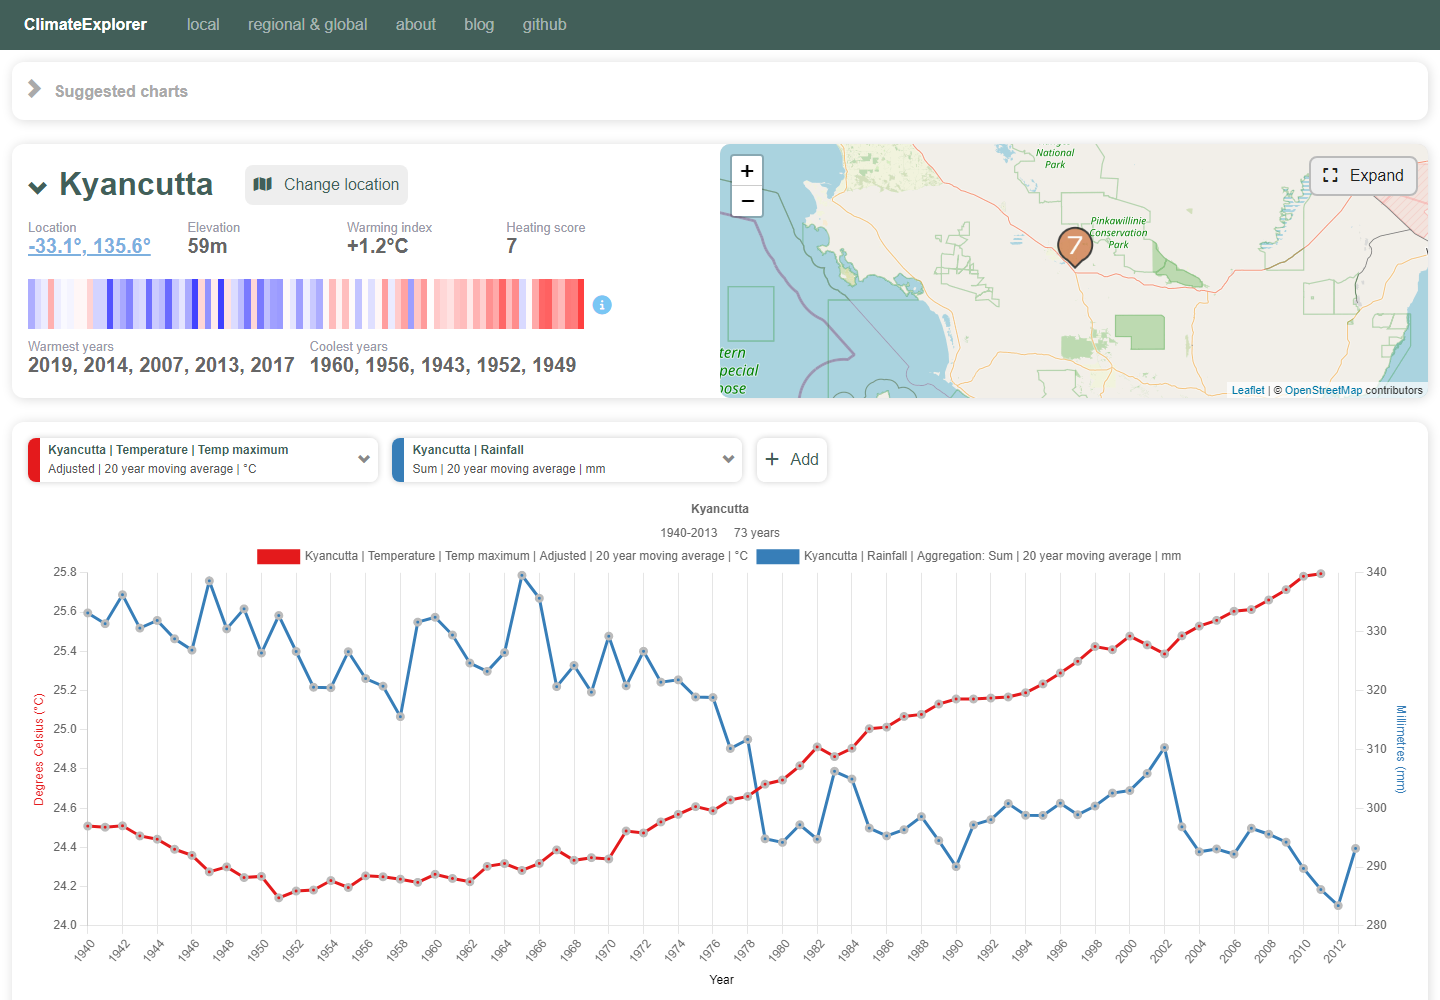 ClimateExplorer local regional & global about blog github
Suggested charts
Kyancutta Change location
Location Elevation Warming index Heating score
-33.1°, 135.6° 59m +1.2°C 7
Warmest years Coolest years
2019, 2014, 2007, 2013, 2017 1960, 1956, 1943, 1952, 1949
+
−
National
Park
Expand
Pinkawillinie
Conservation
Park
7
tern
pecial
ose
Leaflet | © OpenStreetMap contributors
Kyancutta | Temperature | Temp maximum
Adjusted | 20 year moving average | °C
Kyancutta | Rainfall
Sum | 20 year moving average | mm
+ Add
Kyancutta
1940-2013 73 years
Kyancutta | Temperature | Temp maximum | Adjusted | 20 year moving average | °C Kyancutta | Rainfall | Aggregation: Sum | 20 year moving average | mm
25.8
25.6
25.4
25.2
25.0
24.8
24.6
24.4
24.2
24.0
Degrees Celsius (°C)
340
330
320
310
300
290
280
Millimetres (mm)
1940 1942 1944 1946 1948 1950 1952 1954 1956 1958 1960 1962 1964 1966 1968 1970 1972 1974 1976 1978 1980 1982 1984 1986 1988 1990 1992 1994 1996 1998 2000 2002 2004 2006 2008 2010 2012
Year